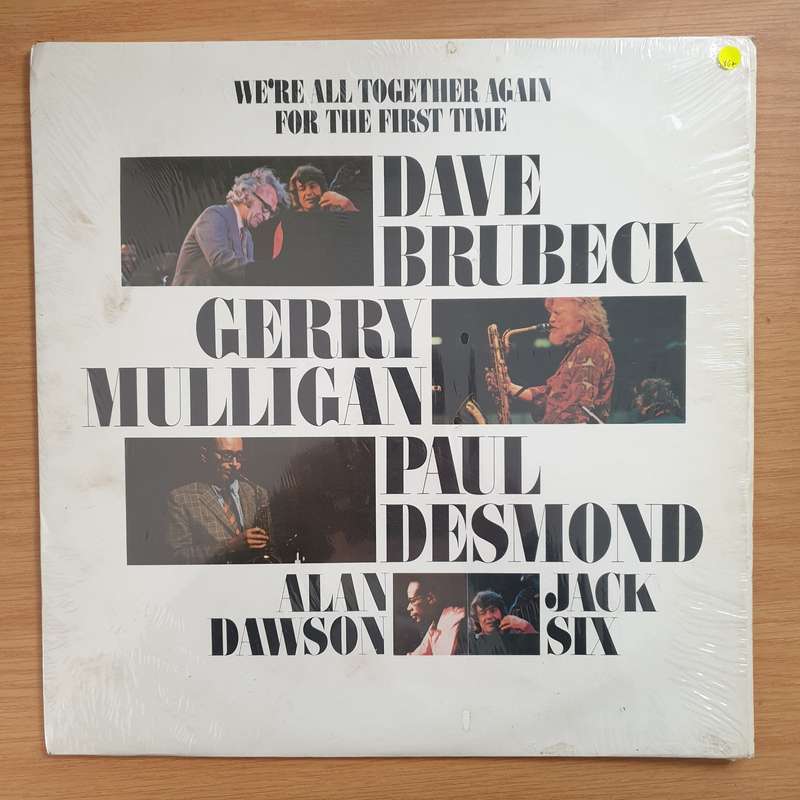 WE'RE ALL TOGETHER AGAIN
FOR THE FIRST TIME
DAVE
BRUBECK
GERRY
MULLIGAN
PAUL
DESMOND
ALAN
DAWSON
JACK
SIX